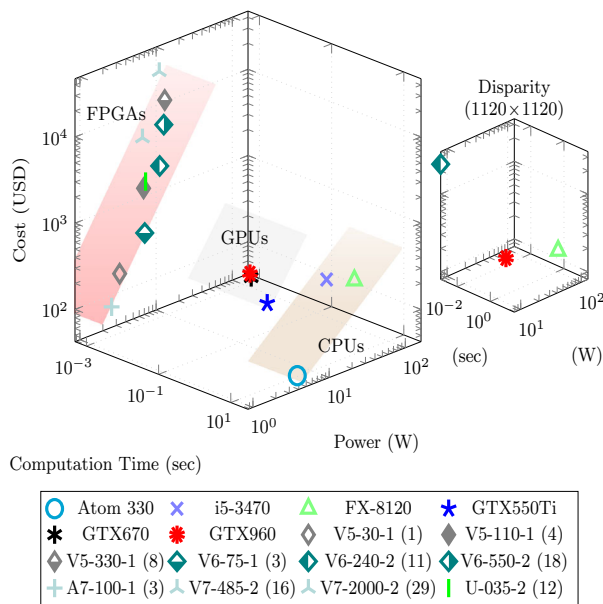 Disparity
(1120×1120)
FPGAs
GPUs
CPUs
Cost (USD)
10^4
10^3
10^2
10^-3
10^-1
10^1
10^0
10^1
10^2
Computation Time (sec)
Power (W)
10^-2
10^0
10^1
10^2
(sec)
(W)
Atom 330 i5-3470 FX-8120 GTX550Ti
GTX670 GTX960 V5-30-1 (1) V5-110-1 (4)
V5-330-1 (8) V6-75-1 (3) V6-240-2 (11) V6-550-2 (18)
A7-100-1 (3) V7-485-2 (16) V7-2000-2 (29) U-035-2 (12)